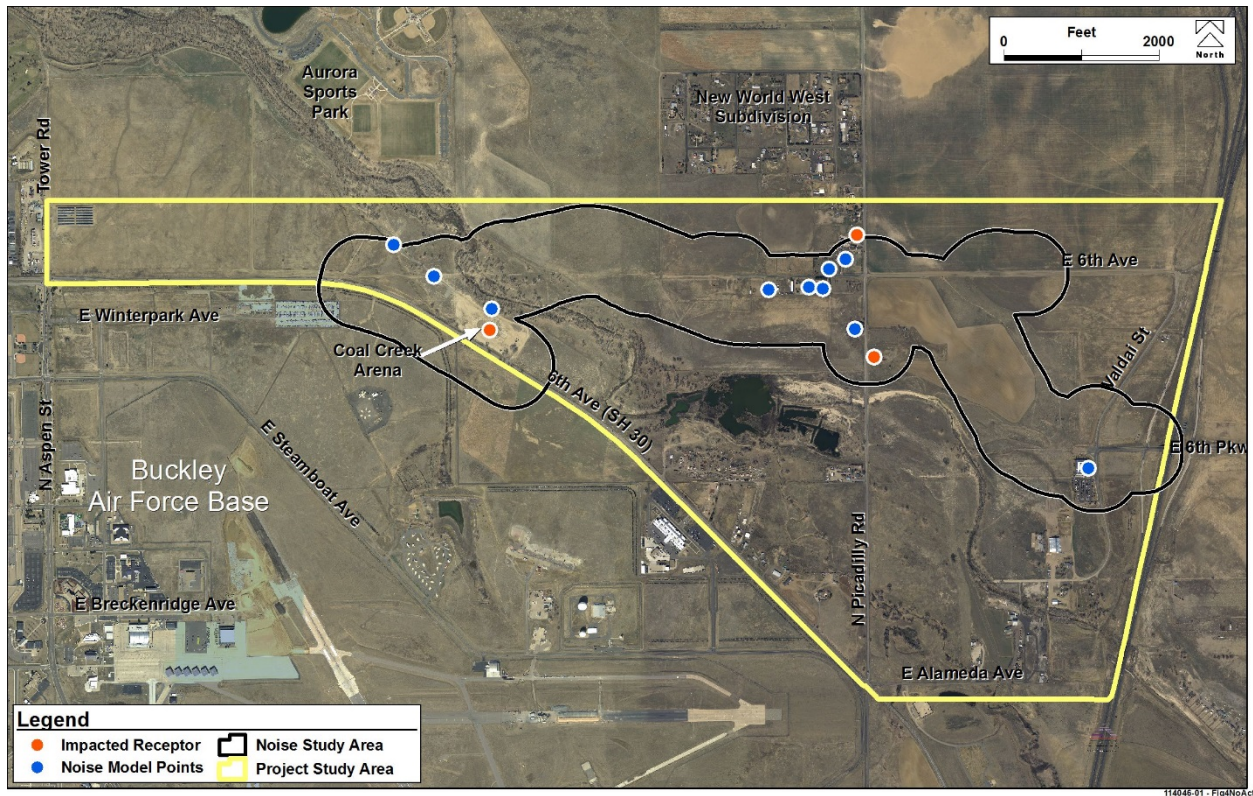 Feet
0 2000
North
Aurora
Sports
Park
New World West
Subdivision
Tower Rd
E 6th Ave
E Winterpark Ave
Coal Creek
Arena
6th Ave (SH 30)
Valdai St
E 6th Pkw
N Aspen St
E Steamboat Ave
Buckley
Air Force Base
N Picadilly Rd
E Breckenridge Ave
E Alameda Ave
Legend
Impacted Receptor
Noise Study Area
Noise Model Points
Project Study Area
114046-01 - Fig4NoAct